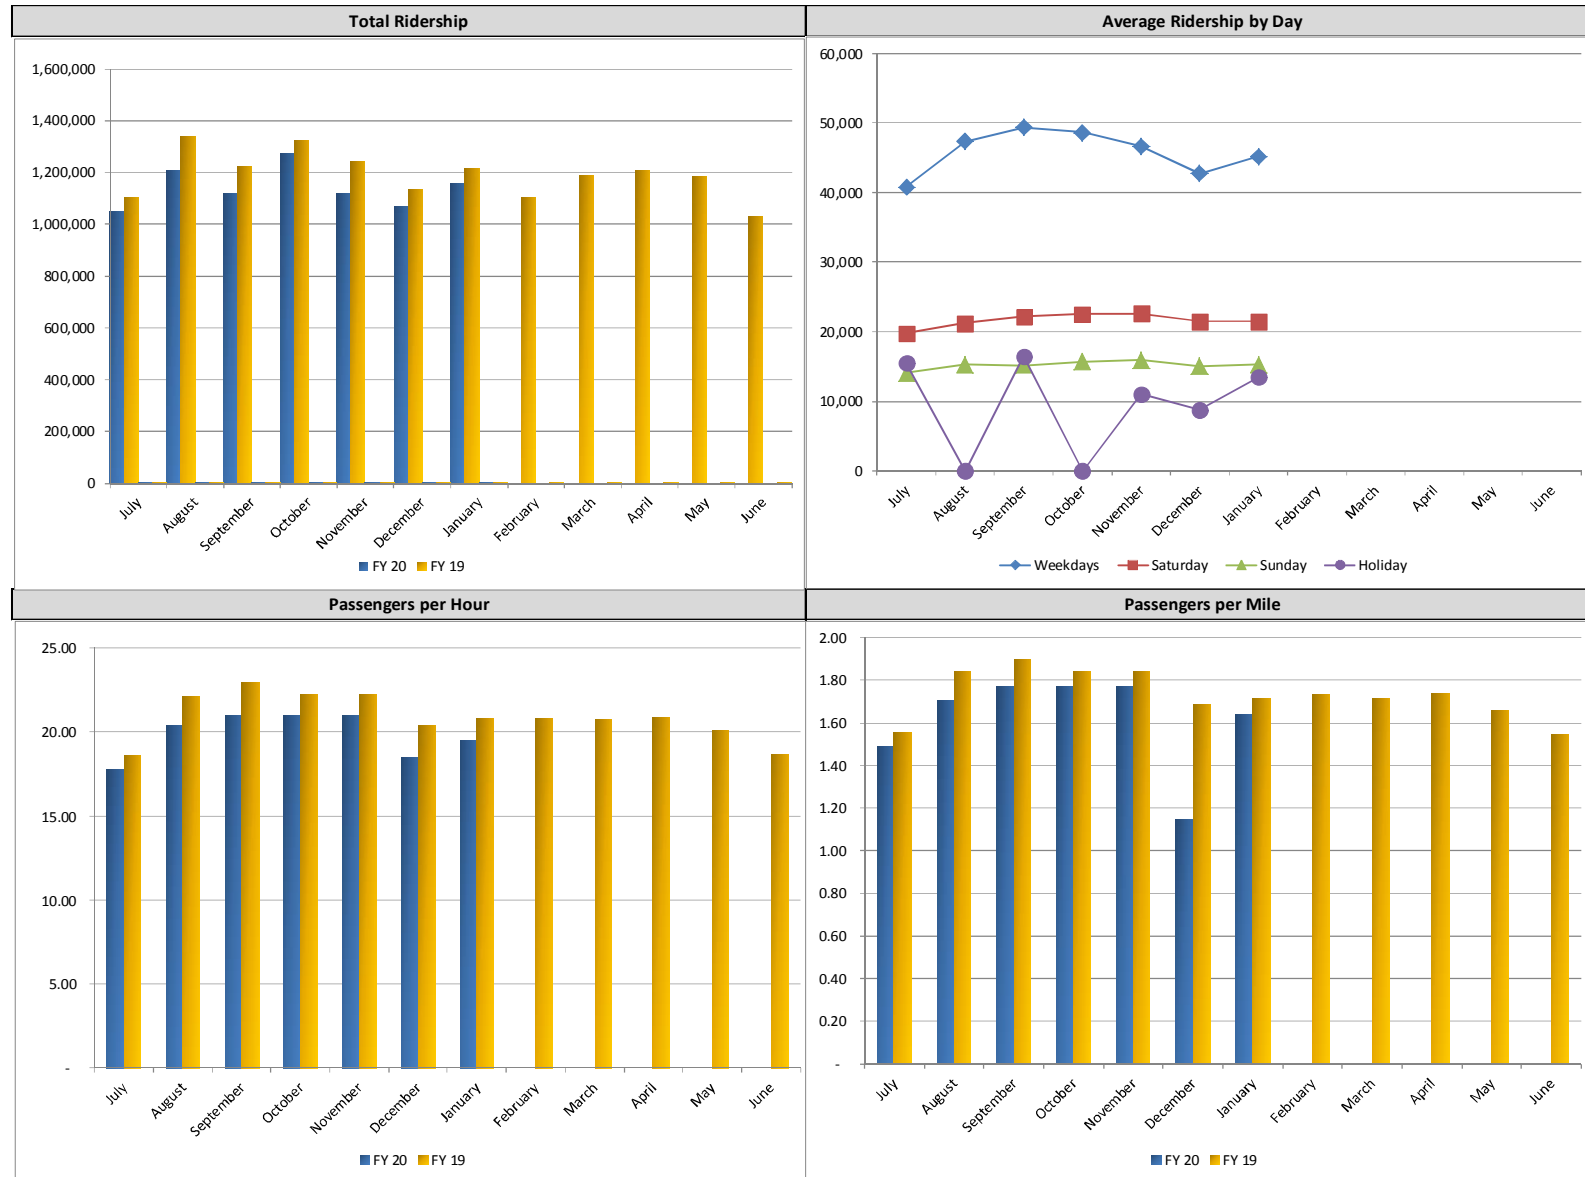 Total Ridership
1,600,000
1,400,000
1,200,000
1,000,000
800,000
600,000
400,000
200,000
0
July
August
September
October
November
December
January
February
March
April
May
June
FY 20
FY 19
Average Ridership by Day
60,000
50,000
40,000
30,000
20,000
10,000
0
July
August
September
October
November
December
January
February
March
April
May
June
Weekdays
Saturday
Sunday
Holiday
Passengers per Hour
25.00
20.00
15.00
10.00
5.00
-
July
August
September
October
November
December
January
February
March
April
May
June
FY 20
FY 19
Passengers per Mile
2.00
1.80
1.60
1.40
1.20
1.00
0.80
0.60
0.40
0.20
-
July
August
September
October
November
December
January
February
March
April
May
June
FY 20
FY 19